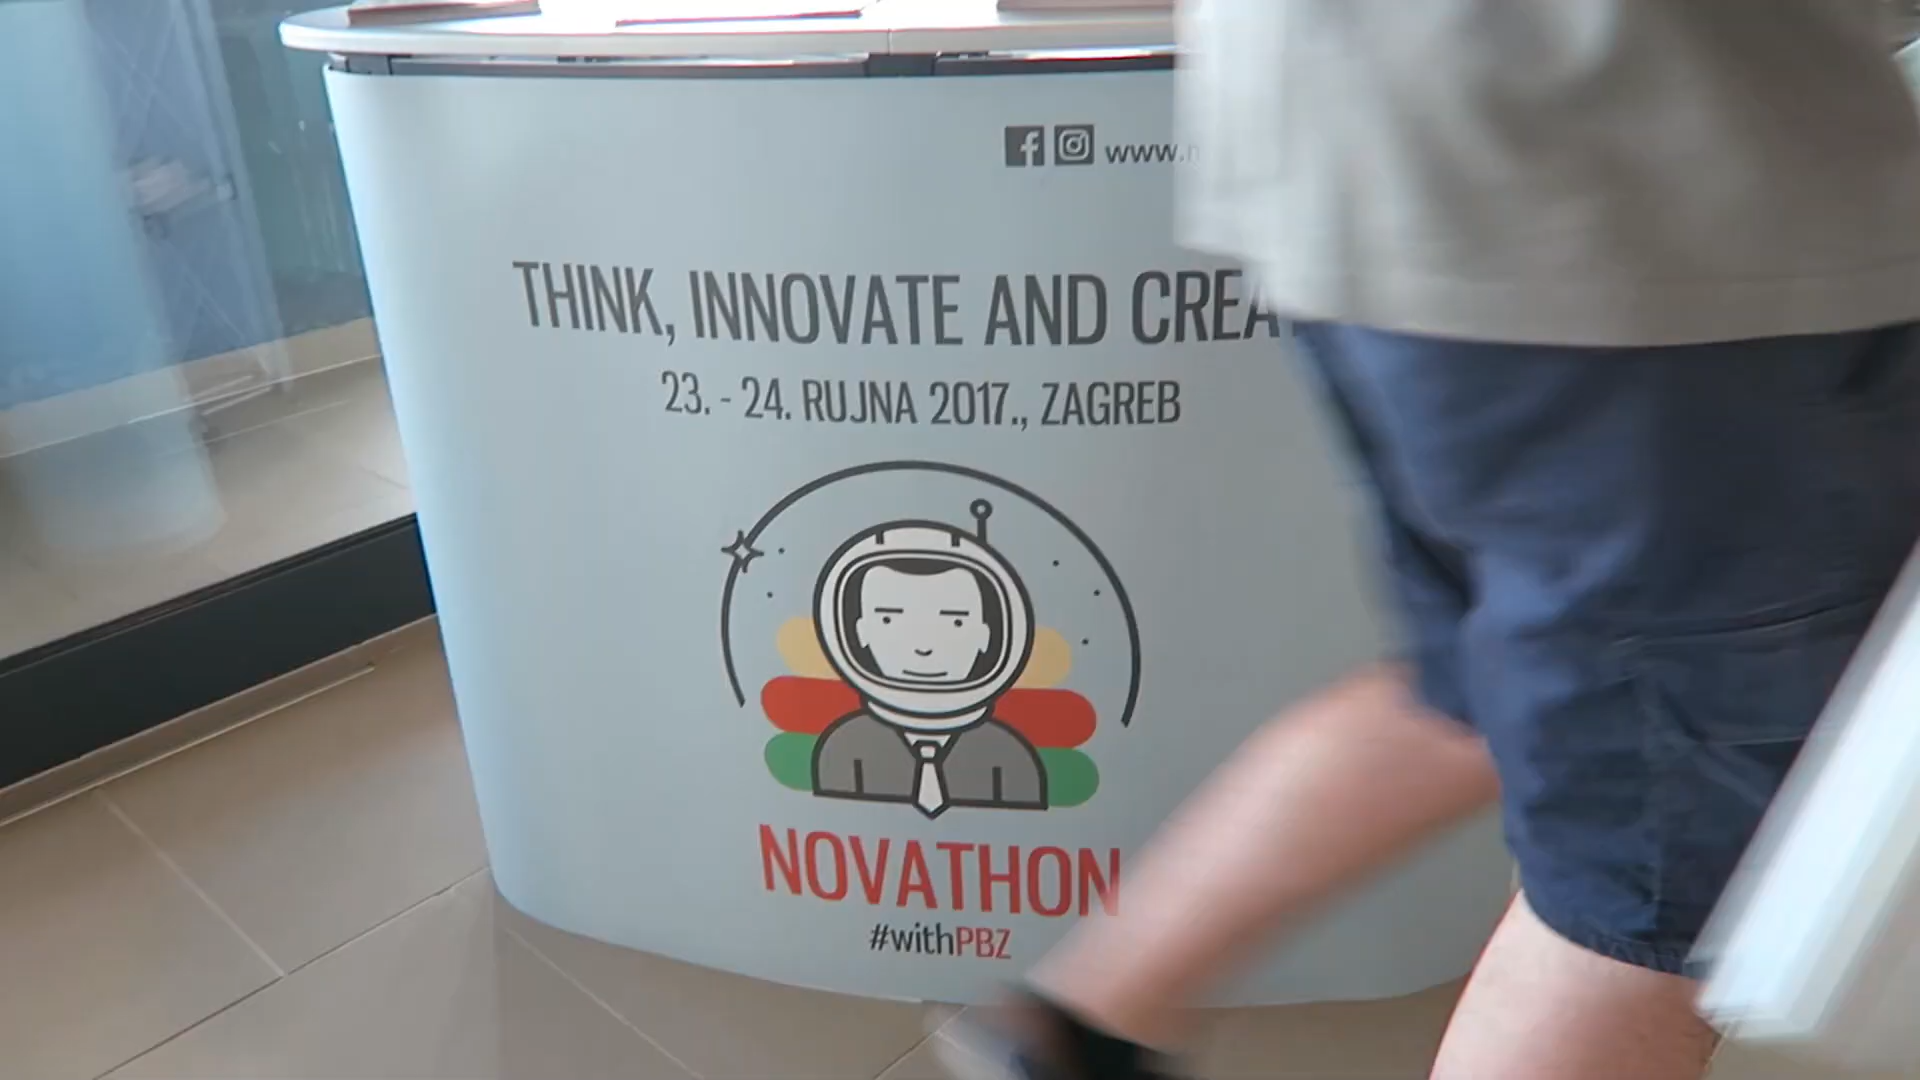 www.
THINK, INNOVATE AND CREA
23. - 24. RUJNA 2017., ZAGREB
NOVATHON
#withPBZ